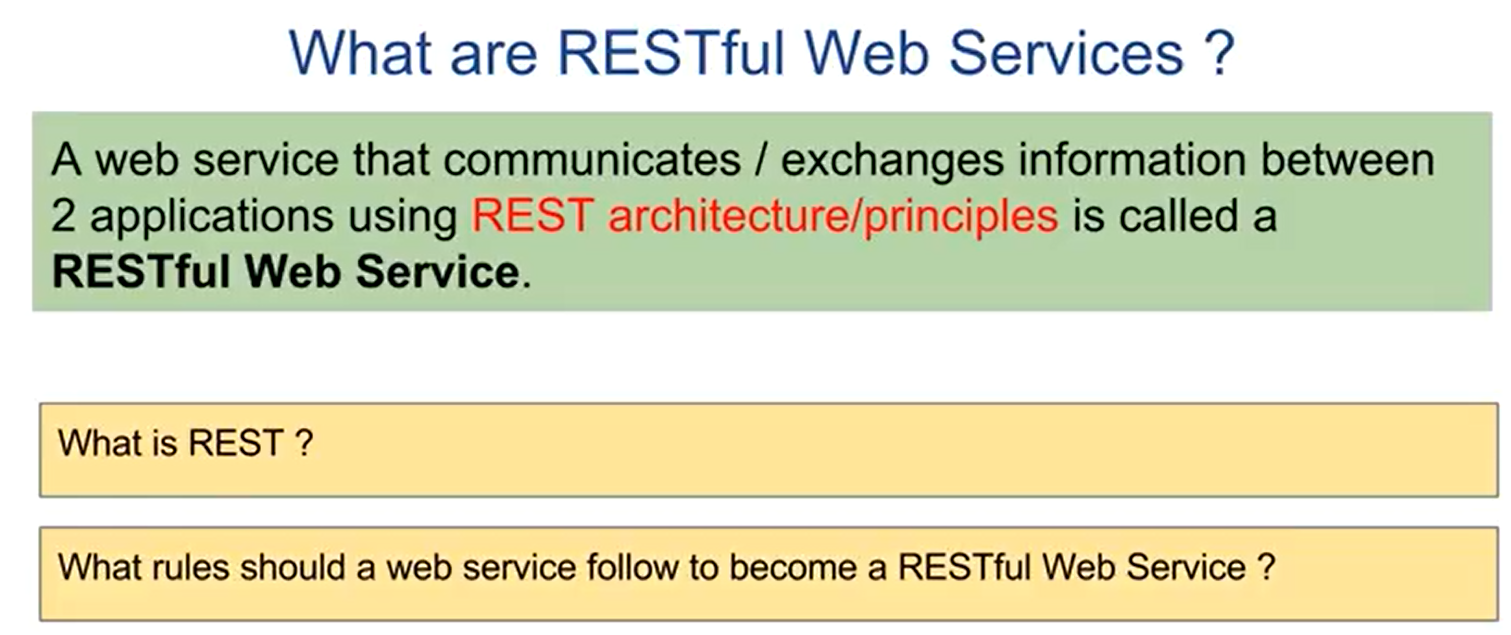 What are RESTful Web Services ?
A web service that communicates / exchanges information between
2 applications using REST architecture/principles is called a
RESTful Web Service.
What is REST ?
What rules should a web service follow to become a RESTful Web Service ?